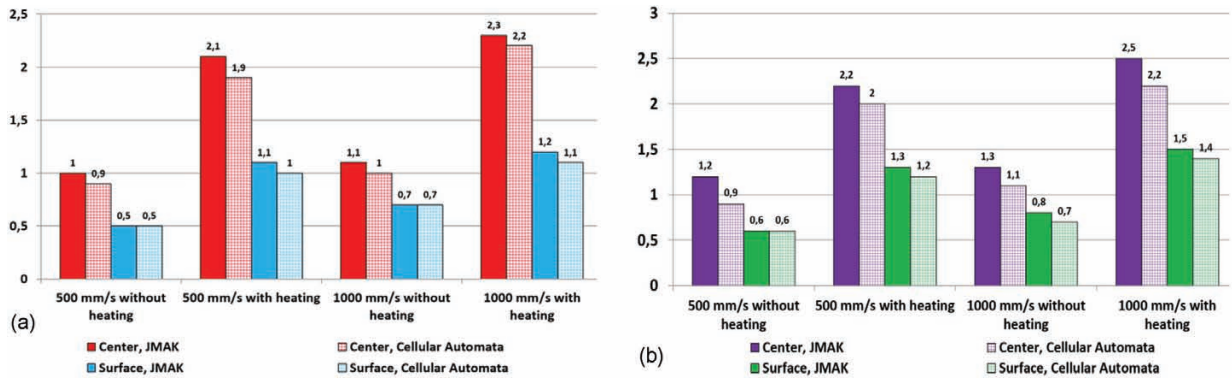 2,5
2
1,5
1
0,5
0
1
0,9
0,5
0,5
2,1
1,9
1,1
1
1,1
1
0,7
0,7
2,3
2,2
1,2
1,1
500 mm/s without
heating
500 mm/s with heating
1000 mm/s without
heating
1000 mm/s with
heating
(a)
Center, JMAK
Center, Cellular Automata
Surface, JMAK
Surface, Cellular Automata
3
2,5
2
1,5
1
0,5
0
1,2
0,9
0,6
0,6
2,2
2
1,3
1,2
1,3
1,1
0,8
0,7
2,5
2,2
1,5
1,4
500 mm/s without
heating
500 mm/s with
heating
1000 mm/s without
heating
1000 mm/s with
heating
(b)
Center, JMAK
Center, Cellular Automata
Surface, JMAK
Surface, Cellular Automata